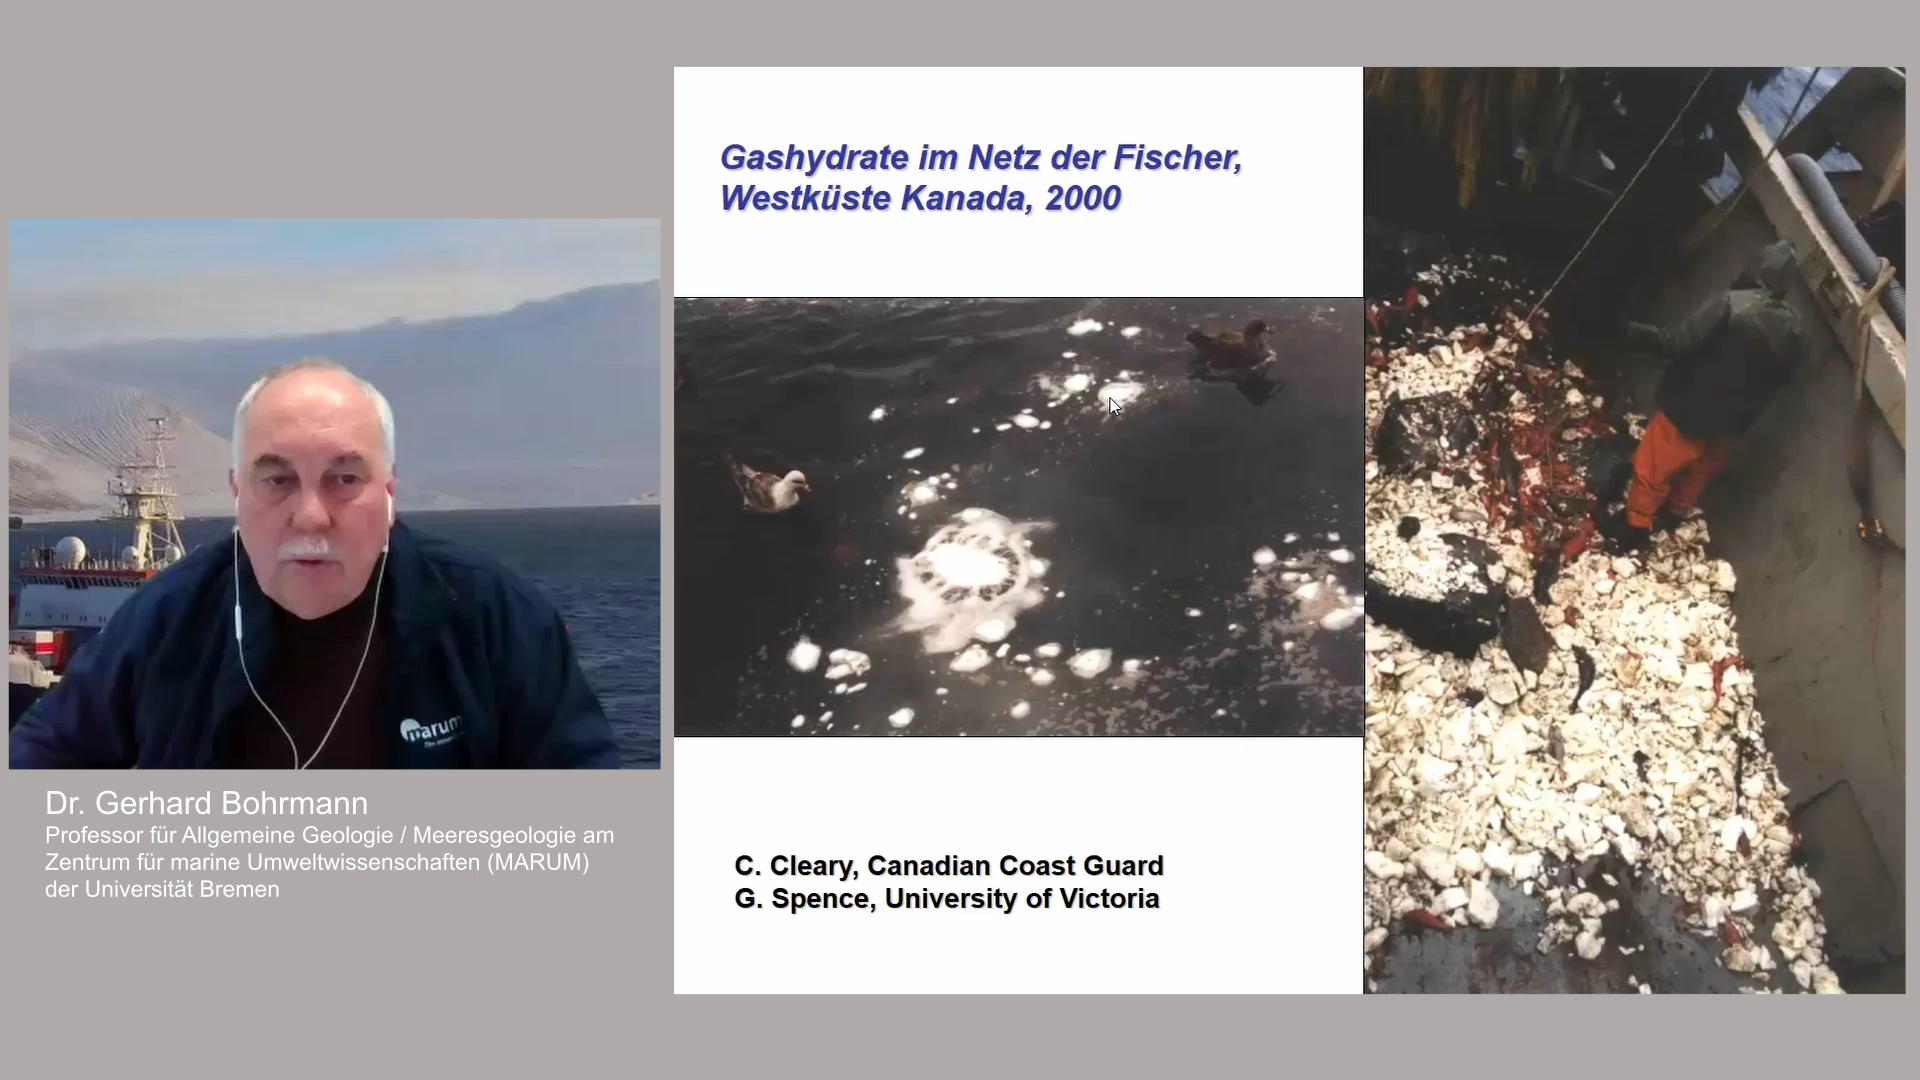 Gashydrate im Netz der Fischer,
Westküste Kanada, 2000
marum
C. Cleary, Canadian Coast Guard
G. Spence, University of Victoria
Dr. Gerhard Bohrmann
Professor für Allgemeine Geologie / Meeresgeologie am
Zentrum für marine Umweltwissenschaften (MARUM)
der Universität Bremen